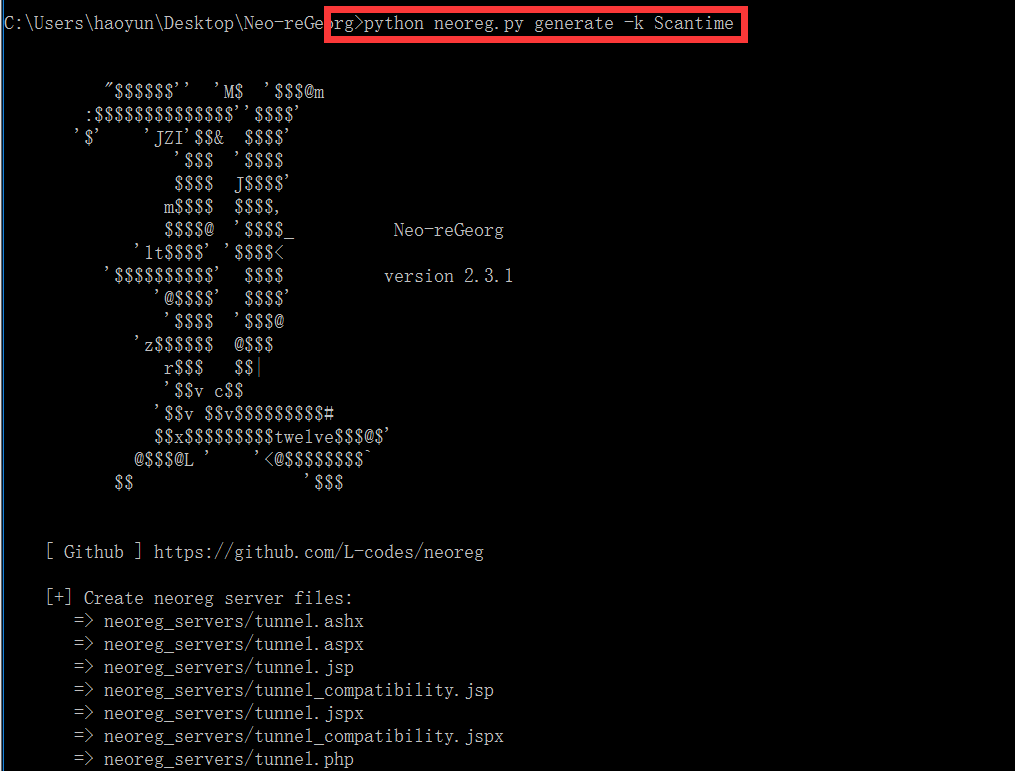 C:\Users\haoyun\Desktop\Neo-reGeorg>python neoreg.py generate -k Scantime
"$$$$$$'' 'M$ '$$$@m
:$$$$$$$$$$$$$$''$$$$'
'$' 'JZI'$$& $$$$'
'$$$ '$$$$
$$$$ J$$$$'
m$$$$ $$$$,
$$$$@ '$$$$_ Neo-reGeorg
'1t$$$$' '$$$$<
'$$$$$$$$$$' $$$$ version 2.3.1
'@$$$$' $$$$'
'$$$$ '$$$@
'z$$$$$$ @$$$
r$$$ $$|
'$$v c$$
'$$v $$v$$$$$$$$$#
$$x$$$$$$$$$twelve$$$@$'
@$$$@L ' '<@$$$$$$$$`
$$ '$$$
[ Github ] https://github.com/L-codes/neoreg
[+] Create neoreg server files:
=> neoreg_servers/tunnel.ashx
=> neoreg_servers/tunnel.aspx
=> neoreg_servers/tunnel.jsp
=> neoreg_servers/tunnel_compatibility.jsp
=> neoreg_servers/tunnel.jspx
=> neoreg_servers/tunnel_compatibility.jspx
=> neoreg_servers/tunnel.php